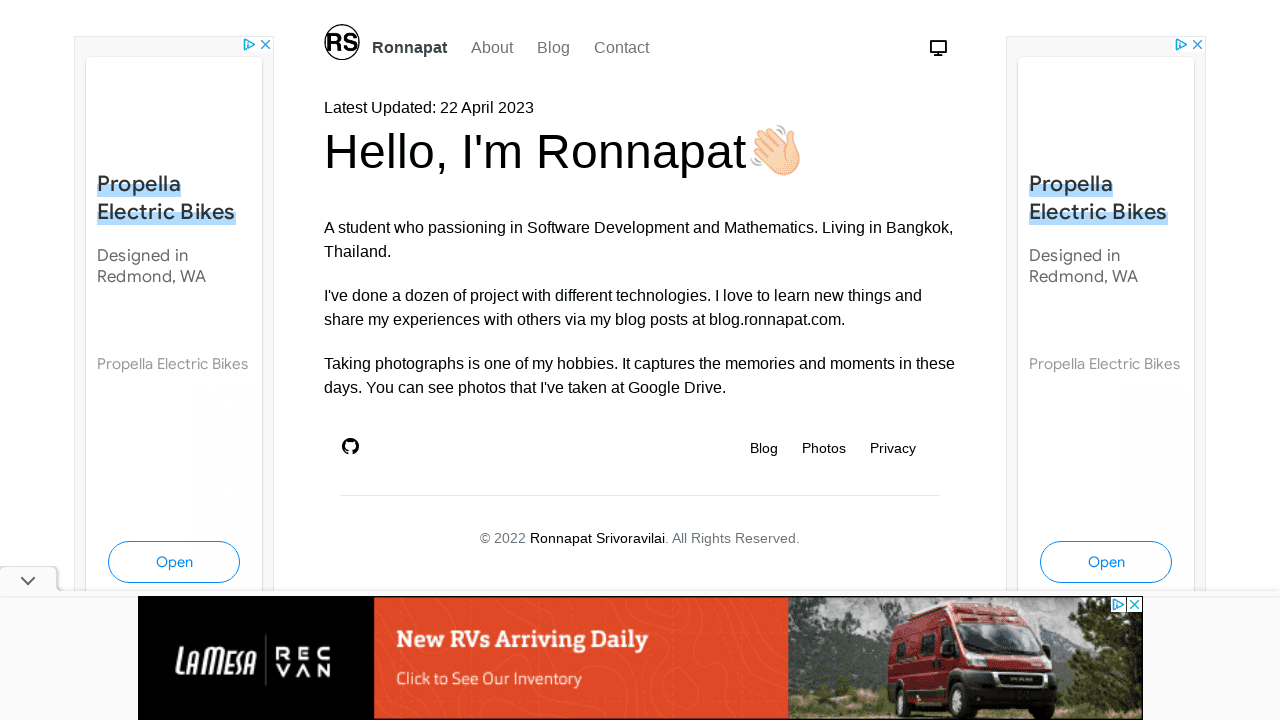 RS
Ronnapat About Blog Contact
Latest Updated: 22 April 2023
Hello, I'm Ronnapat👋🏻
A student who passioning in Software Development and Mathematics. Living in Bangkok,
Thailand.
I've done a dozen of project with different technologies. I love to learn new things and
share my experiences with others via my blog posts at blog.ronnapat.com.
Taking photographs is one of my hobbies. It captures the memories and moments in these
days. You can see photos that I've taken at Google Drive.
Blog Photos Privacy
© 2022 Ronnapat Srivoravilai. All Rights Reserved.
Propella
Electric Bikes
Designed in
Redmond, WA
Propella Electric Bikes
Open
Propella
Electric Bikes
Designed in
Redmond, WA
Propella Electric Bikes
Open
LAMESA
REC
VAN
New RVs Arriving Daily
Click to See Our Inventory
RAM